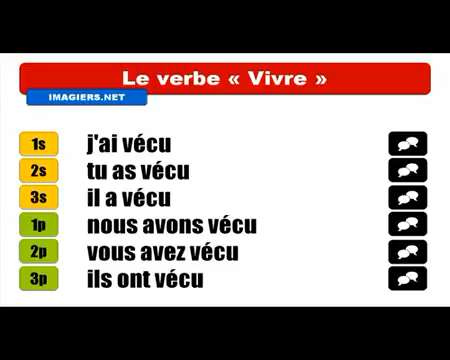 Le verbe « Vivre »
IMAGIERS.NET
1s j'ai vécu
2s tu as vécu
3s il a vécu
1p nous avons vécu
2p vous avez vécu
3p ils ont vécu